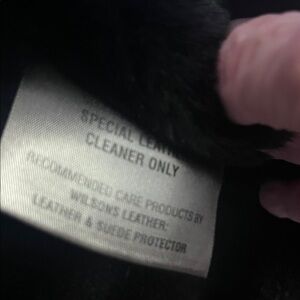 SPECIAL LEATHER
CLEANER ONLY
RECOMMENDED CARE PRODUCTS BY
WILSONS LEATHER:
LEATHER & SUEDE PROTECTOR